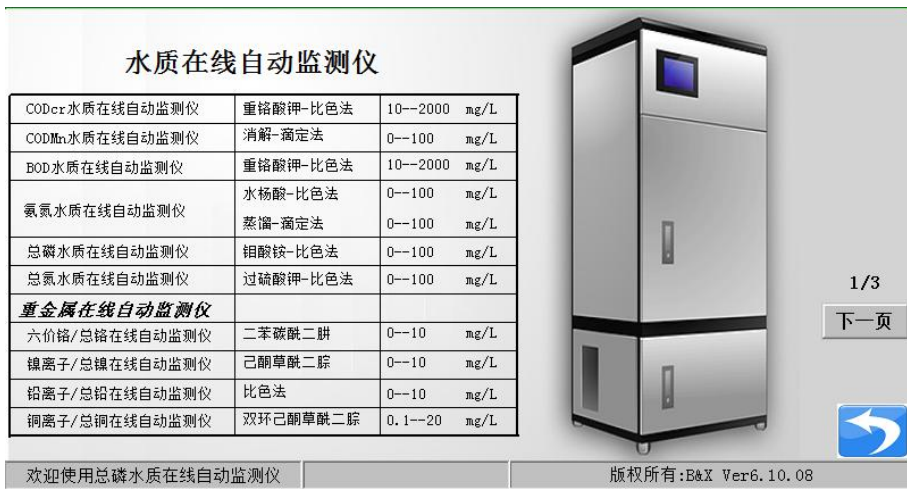 水质在线自动监测仪
CODcr水质在线自动监测仪 重铬酸钾-比色法 10--2000 mg/L
CODMn水质在线自动监测仪 消解-滴定法 0--100 mg/L
BOD水质在线自动监测仪 重铬酸钾-比色法 10--2000 mg/L
氨氮水质在线自动监测仪 水杨酸-比色法 0--100 mg/L
蒸馏-滴定法 0--100 mg/L
总磷水质在线自动监测仪 钼酸铵-比色法 0--100 mg/L
总氮水质在线自动监测仪 过硫酸钾-比色法 0--100 mg/L
重金属在线自动监测仪
六价铬/总铬在线自动监测仪 二苯碳酰二肼 0--10 mg/L
镍离子/总镍在线自动监测仪 己酮草酰二腙 0--10 mg/L
铅离子/总铅在线自动监测仪 比色法 0--10 mg/L
铜离子/总铜在线自动监测仪 双环己酮草酰二腙 0.1--20 mg/L
1/3
下一页
欢迎使用总磷水质在线自动监测仪 版权所有:B&X Ver6.10.08